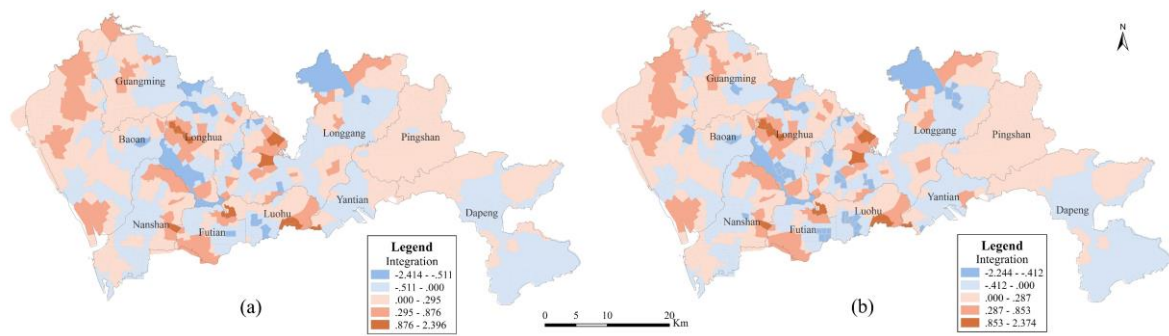 Guangming
Baoan
Longhua
Longgang
Pingshan
Nanshan
Futian
Luohu
Yantian
Dapeng
Legend
Integration
-2.414 - -.511
-.511 - .000
.000 - .295
.295 - .876
.876 - 2.396
(a)
0 5 10 20
Km
N
Guangming
Baoan
Longhua
Longgang
Pingshan
Nanshan
Futian
Luohu
Yantian
Dapeng
Legend
Integration
-2.244 - -.412
-.412 - .000
.000 - .287
.287 - .853
.853 - 2.374
(b)